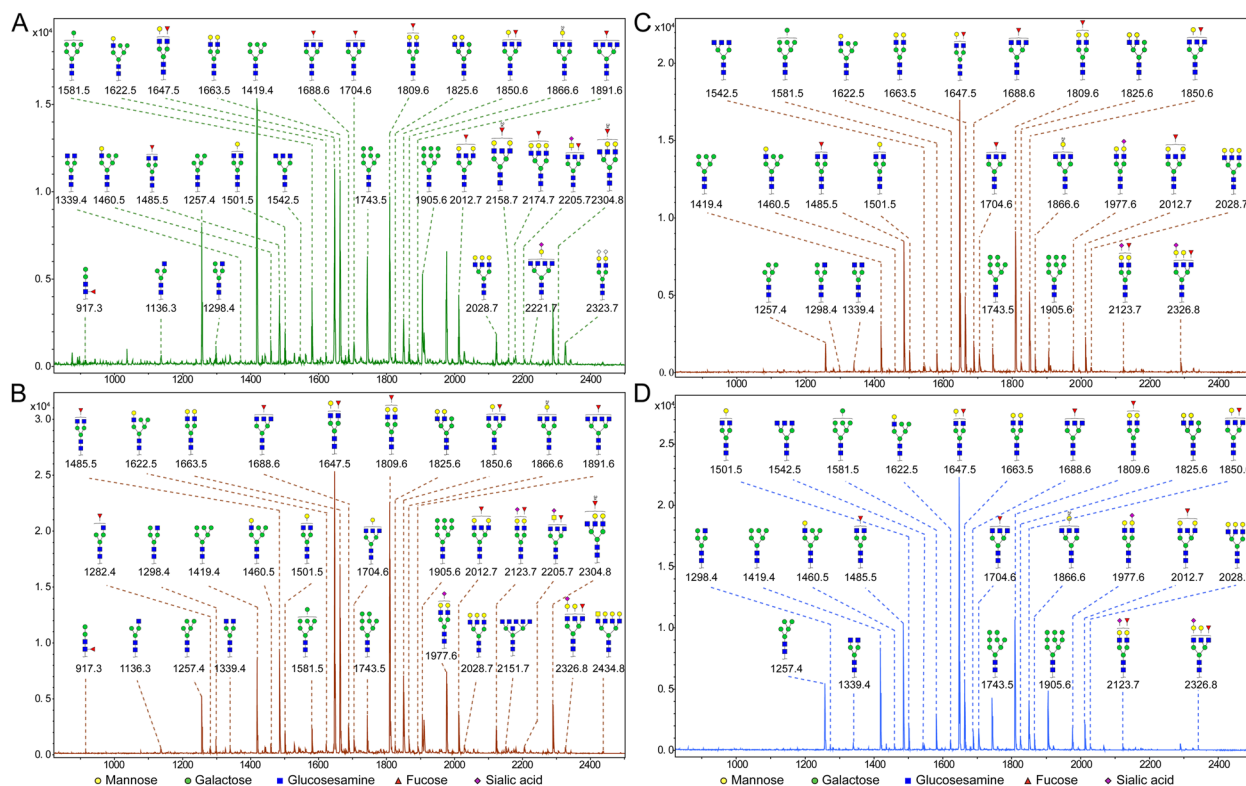 A
x10⁴
1581.5 1622.5 1647.5 1663.5 1419.4 1688.6 1704.6 1809.6 1825.6 1850.6 1866.6 1891.6
1.5
1339.4 1460.5 1485.5 1257.4 1501.5 1542.5 1743.5 1905.6 2012.7 2158.7 2174.7 2205.7 2304.8
1.0
0.5
917.3 1136.3 1298.4 2028.7 2221.7 2323.7
0.0
800 1000 1200 1400 1600 1800 2000 2200 2400
B
x10⁴
3.0
1485.5 1622.5 1663.5 1688.6 1647.5 1809.6 1825.6 1850.6 1866.6 1891.6
2.5
2.0
1282.4 1298.4 1419.4 1460.5 1501.5 1704.6 1905.6 2012.7 2123.7 2205.7 2304.8
1.5
1.0
917.3 1136.3 1257.4 1339.4 1581.5 1743.5 1977.6 2028.7 2151.7 2326.8 2434.8
0.5
0.0
800 1000 1200 1400 1600 1800 2000 2200 2400
Mannose Galactose Glucosesamine Fucose Sialic acid
C
x10⁴
2.0
1542.5 1581.5 1622.5 1663.5 1647.5 1688.6 1809.6 1825.6 1850.6
1.5
1419.4 1460.5 1485.5 1501.5 1704.6 1866.6 1977.6 2012.7 2028.7
1.0
0.5
1257.4 1298.4 1339.4 1743.5 1905.6 2123.7 2326.8
0.0
800 1000 1200 1400 1600 1800 2000 2200 2400
D
x10⁴
2.5
1501.5 1542.5 1581.5 1622.5 1647.5 1663.5 1688.6 1809.6 1825.6 1850.
2.0
1.5
1298.4 1419.4 1460.5 1485.5 1704.6 1866.6 1977.6 2012.7 2028.
1.0
1257.4 1339.4 1743.5 1905.6 2123.7 2326.8
0.5
0.0
800 1000 1200 1400 1600 1800 2000 2200 2400
Mannose Galactose Glucosesamine Fucose Sialic acid